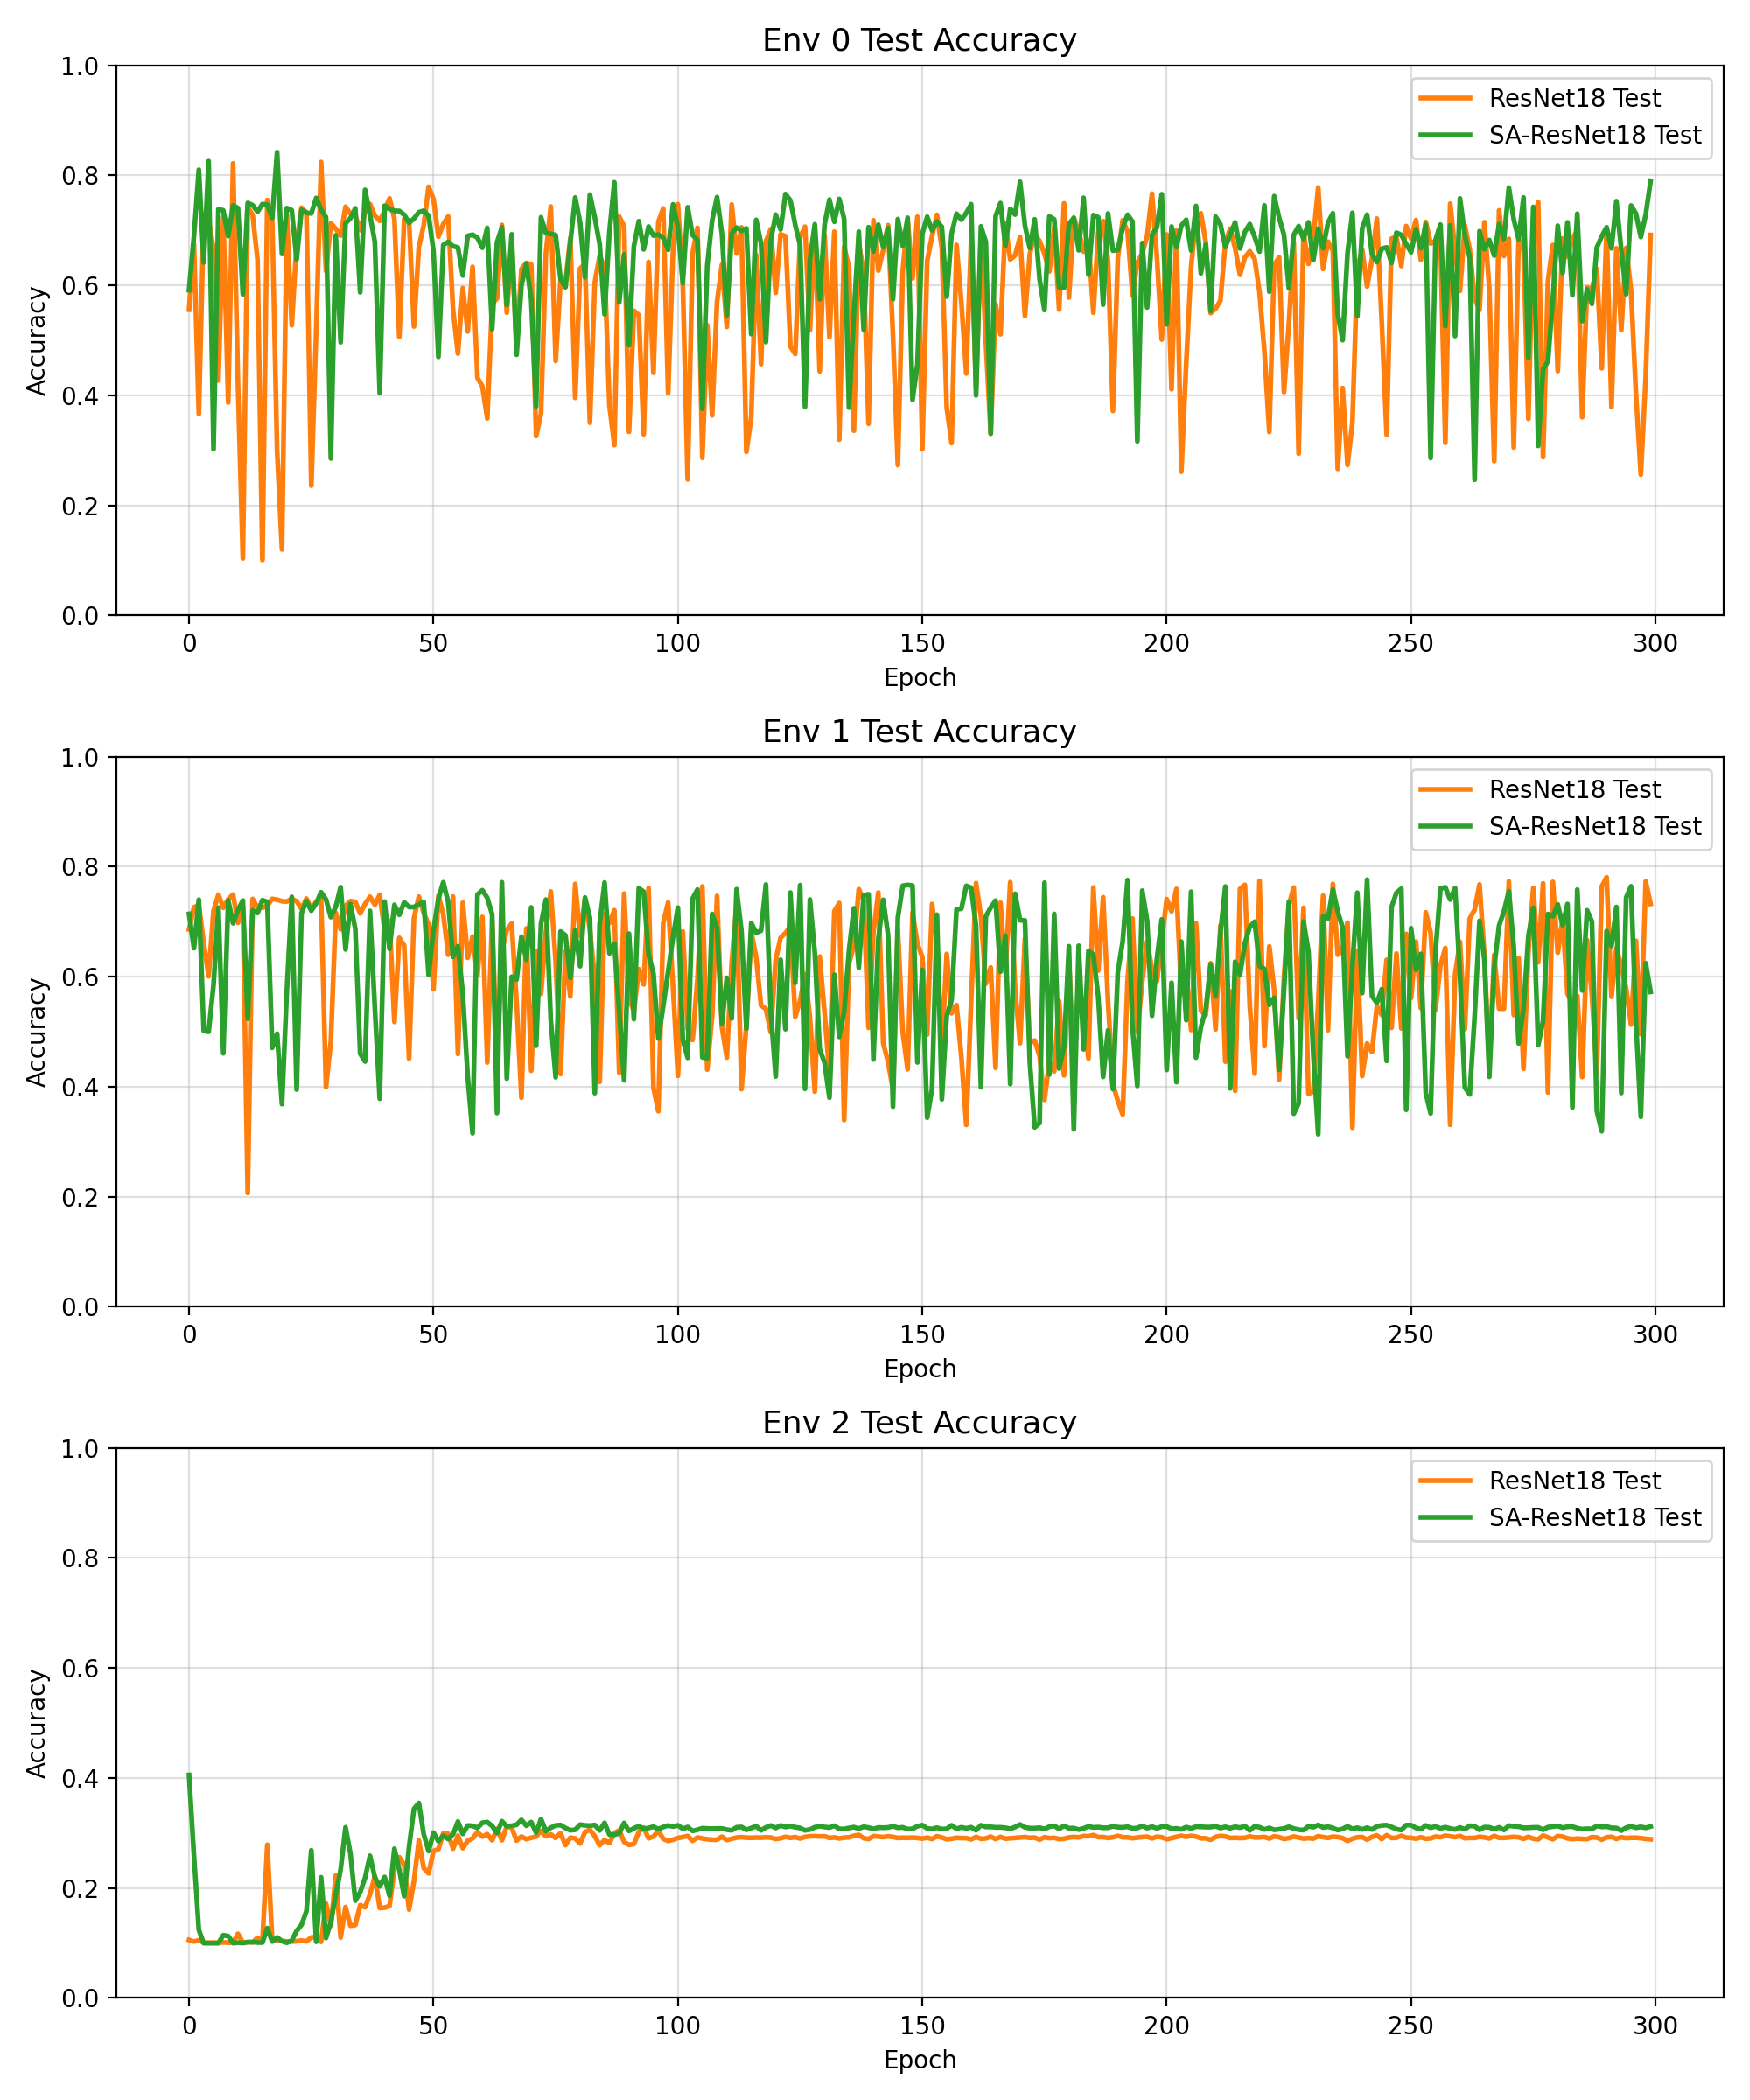 Env 0 Test Accuracy
1.0
0.8
0.6
0.4
0.2
0.0
Accuracy
ResNet18 Test
SA-ResNet18 Test
0 50 100 150 200 250 300
Epoch
Env 1 Test Accuracy
1.0
0.8
0.6
0.4
0.2
0.0
Accuracy
ResNet18 Test
SA-ResNet18 Test
0 50 100 150 200 250 300
Epoch
Env 2 Test Accuracy
1.0
0.8
0.6
0.4
0.2
0.0
Accuracy
ResNet18 Test
SA-ResNet18 Test
0 50 100 150 200 250 300
Epoch